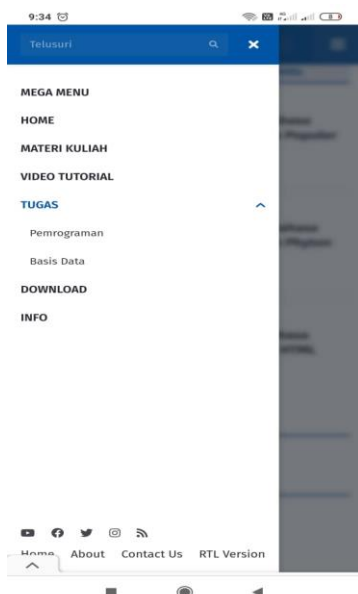 9:34
Telusuri
MEGA MENU
HOME
MATERI KULIAH
VIDEO TUTORIAL
TUGAS
Pemrograman
Basis Data
DOWNLOAD
INFO
Home About Contact Us RTL Version